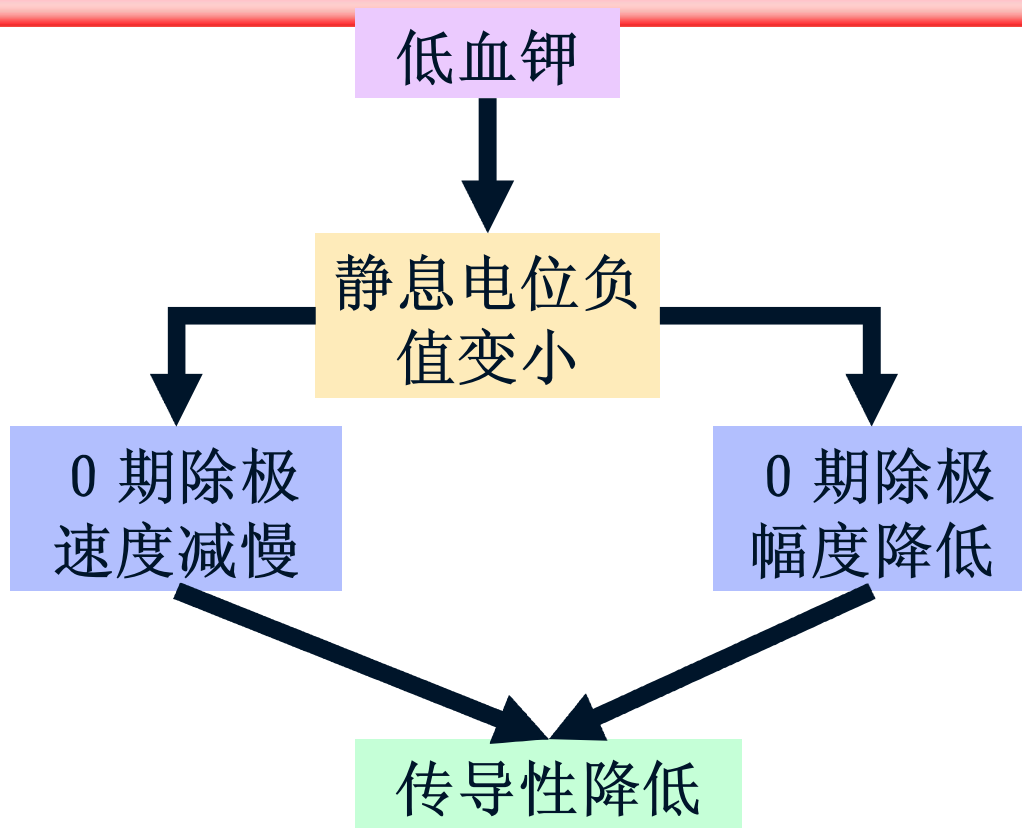 低血钾
静息电位负
值变小
0 期除极
速度减慢
0 期除极
幅度降低
传导性降低